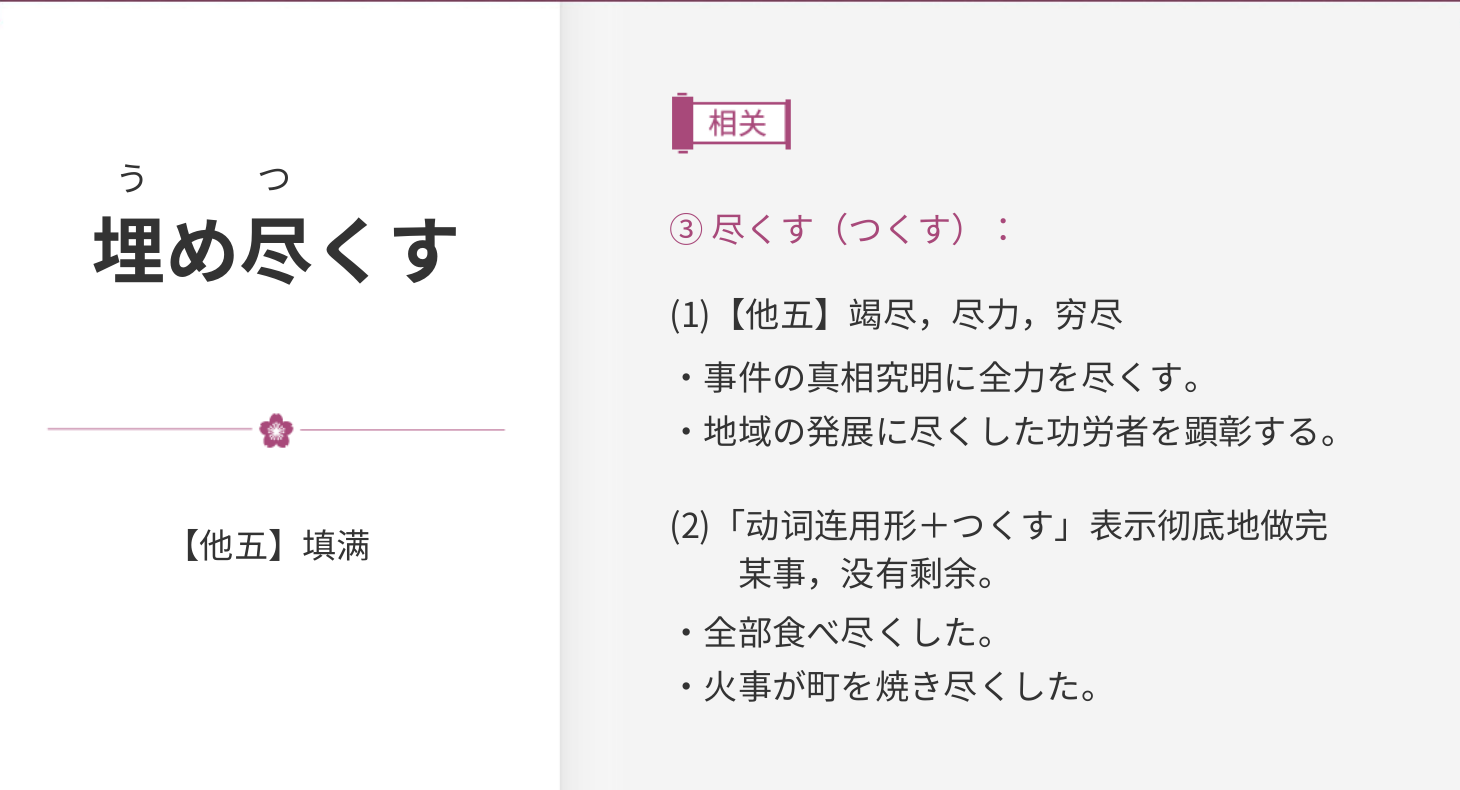 う つ
埋め尽くす
【他五】填满
相关
③ 尽くす（つくす）：
(1)【他五】竭尽，尽力，穷尽
・事件の真相究明に全力を尽くす。
・地域の発展に尽くした功労者を顕彰する。
(2)「动词连用形＋つくす」表示彻底地做完
某事，没有剩余。
・全部食べ尽くした。
・火事が町を焼き尽くした。